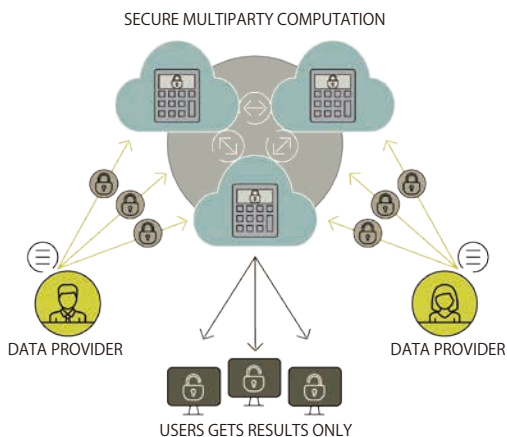 SECURE MULTIPARTY COMPUTATION
DATA PROVIDER
DATA PROVIDER
USERS GETS RESULTS ONLY